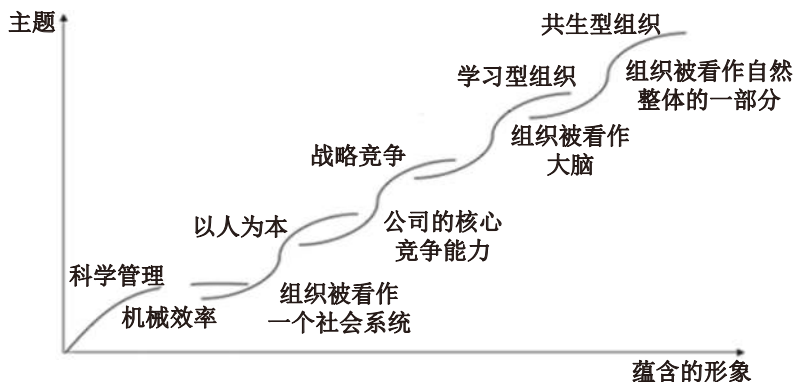 主题
共生型组织
组织被看作自然
整体的一部分
学习型组织
组织被看作
大脑
战略竞争
公司的核心
竞争能力
以人为本
组织被看作
一个社会系统
科学管理
机械效率
蕴含的形象